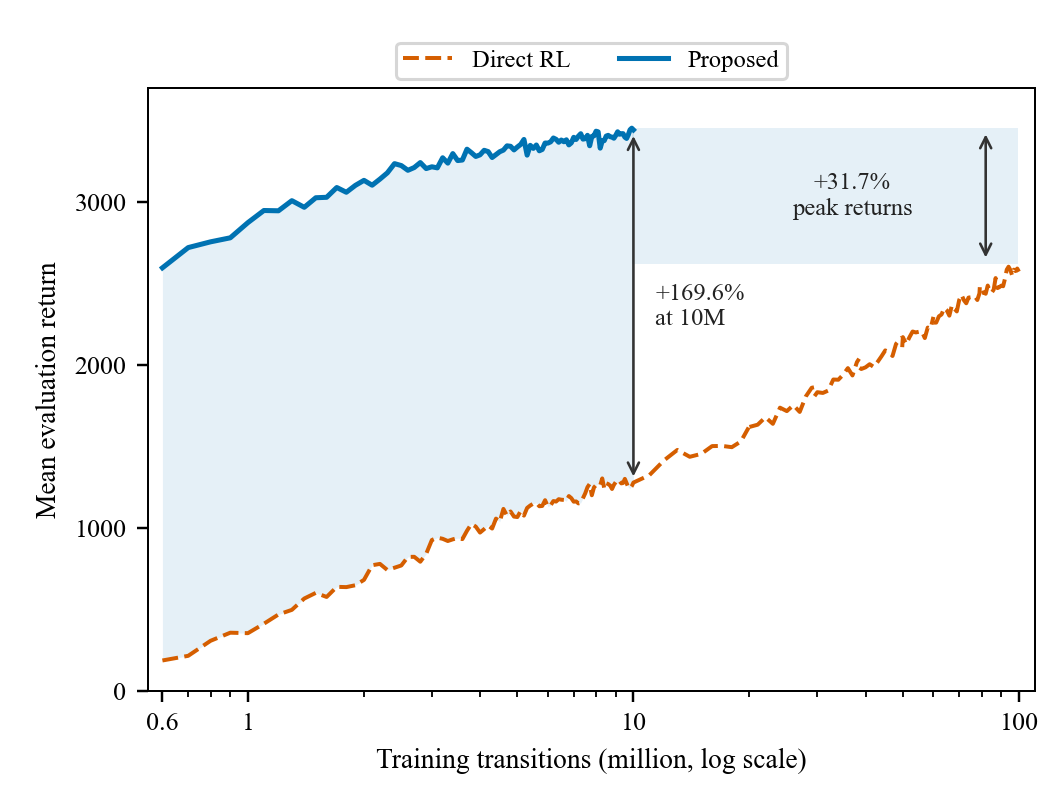 Direct RL
Proposed
Mean evaluation return
3000
2000
1000
0
+31.7%
peak returns
+169.6%
at 10M
0.6
1
10
100
Training transitions (million, log scale)